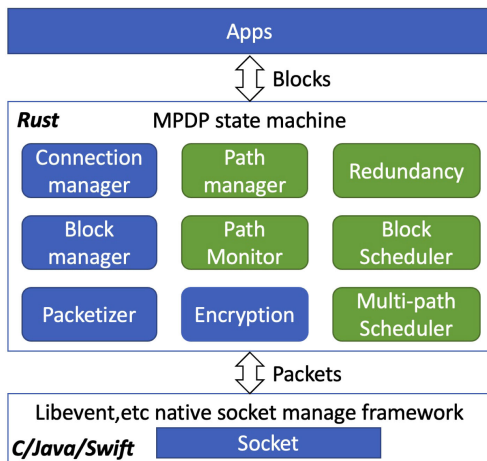 Apps
Blocks
Rust MPDP state machine
Connection manager
Path manager
Redundancy
Block manager
Path Monitor
Block Scheduler
Packetizer
Encryption
Multi-path Scheduler
Packets
Libevent,etc native socket manage framework
C/Java/Swift
Socket